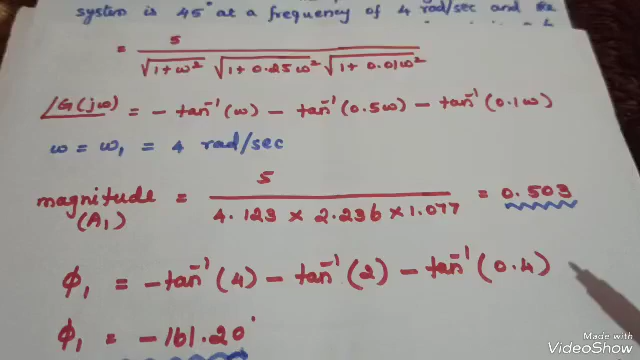 system is 45° at a frequency of 4 rad/sec and the
= 5 / √(1+ω²) √(1+0.25ω²) √(1+0.01ω²)
∠G(jω) = - tan⁻¹(ω) - tan⁻¹(0.5ω) - tan⁻¹(0.1ω)
ω = ω₁ = 4 rad/sec
magnitude (A₁) = 5 / 4.123 × 2.236 × 1.077 = 0.503
ϕ₁ = -tan⁻¹(4) - tan⁻¹(2) - tan⁻¹(0.4)
ϕ₁ = -161.20°
Made with
VideoShow